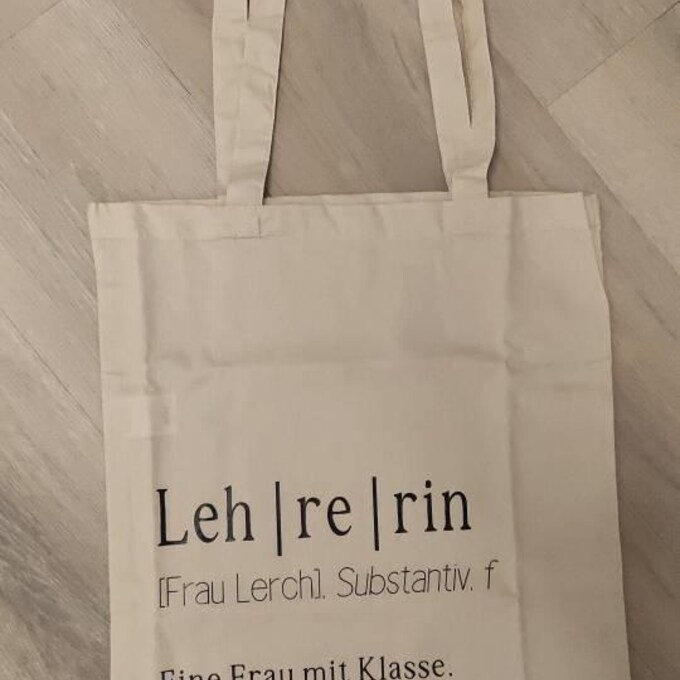 Leh|re|rin
[Frau Lerch], Substantiv, f
Eine Frau mit Klasse.